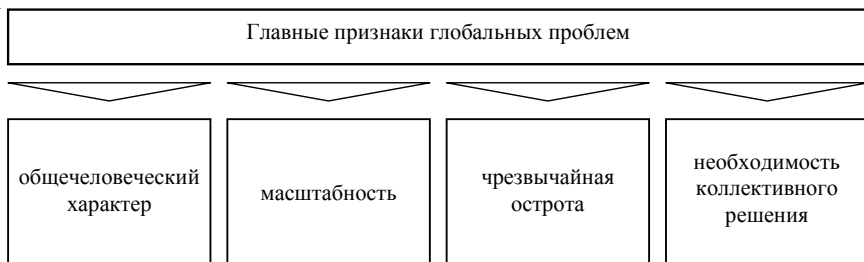 Главные признаки глобальных проблем
общечеловеческий
характер
масштабность
чрезвычайная
острота
необходимость
коллективного
решения